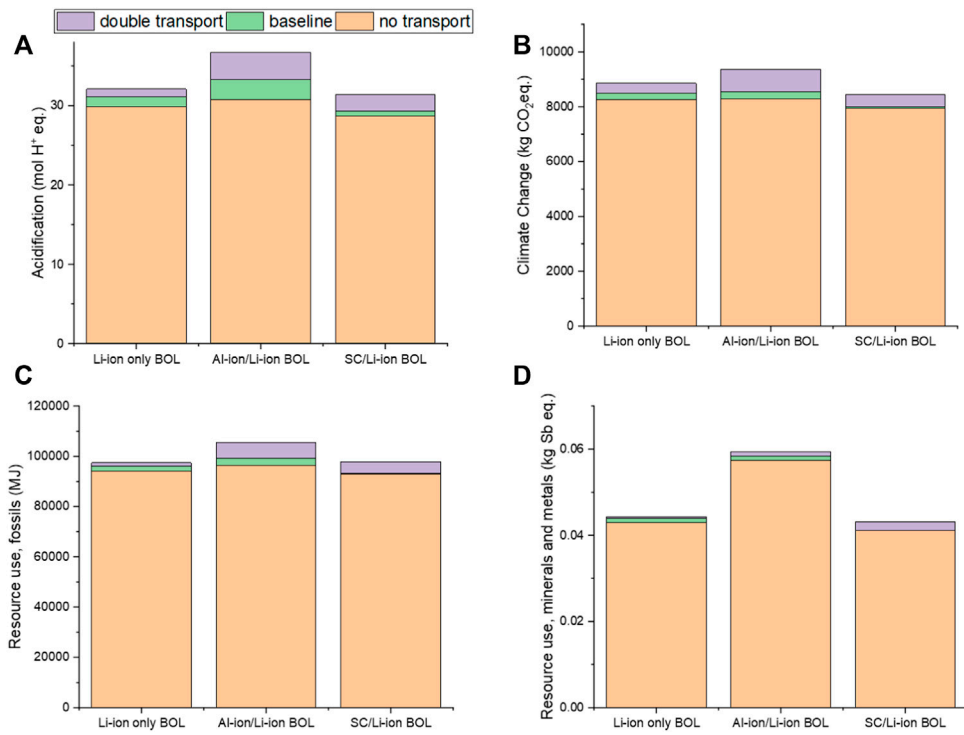 double transport baseline no transport
A
Acidification (mol H⁺ eq.)
30
20
10
0
Li-ion only BOL Al-ion/Li-ion BOL SC/Li-ion BOL
B
Climate Change (kg CO₂eq.)
10000
8000
6000
4000
2000
0
Li-ion only BOL Al-ion/Li-ion BOL SC/Li-ion BOL
C
Resource use, fossils (MJ)
120000
100000
80000
60000
40000
20000
0
Li-ion only BOL Al-ion/Li-ion BOL SC/Li-ion BOL
D
Resource use, minerals and metals (kg Sb eq.)
0.06
0.04
0.02
0.00
Li-ion only BOL Al-ion/Li-ion BOL SC/Li-ion BOL